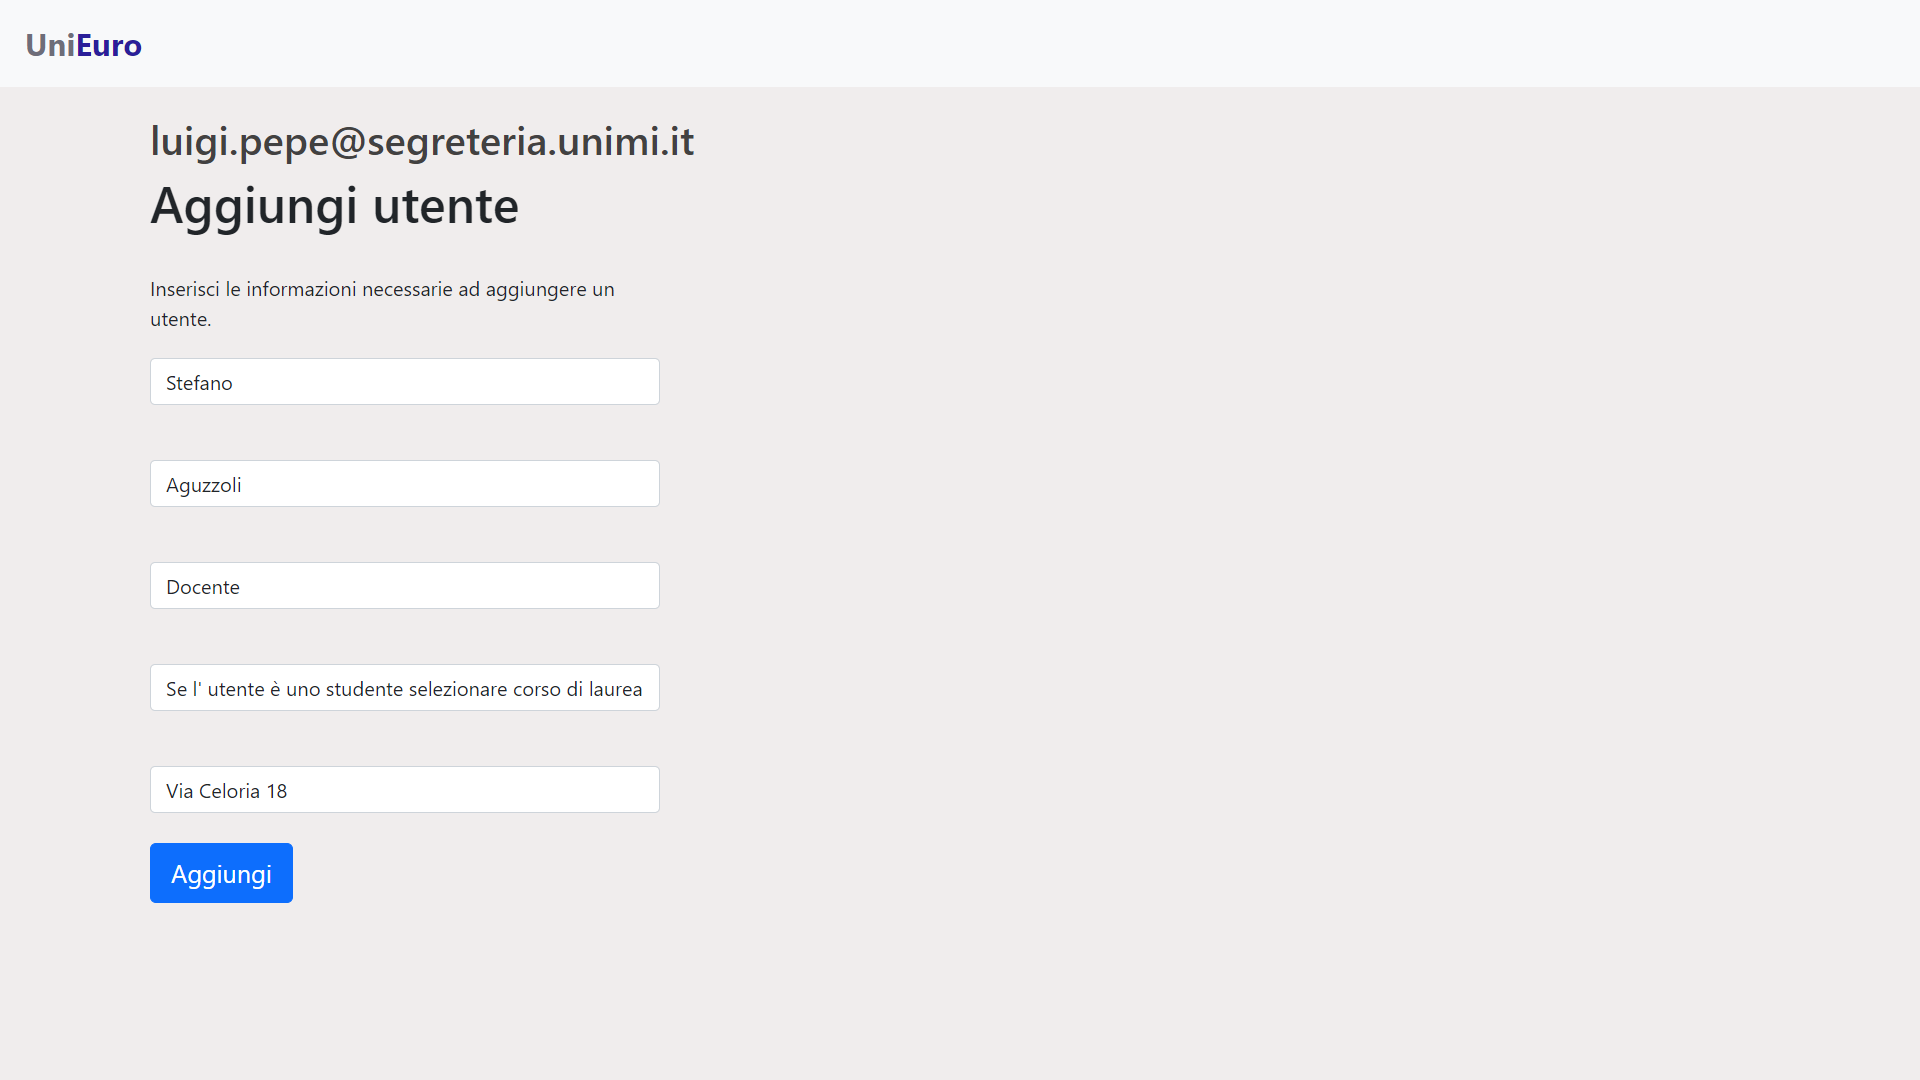 UniEuro
luigi.pepe@segreteria.unimi.it
Aggiungi utente
Inserisci le informazioni necessarie ad aggiungere un
utente.
Stefano
Aguzzoli
Docente
Se l' utente è uno studente selezionare corso di laurea
Via Celoria 18
Aggiungi